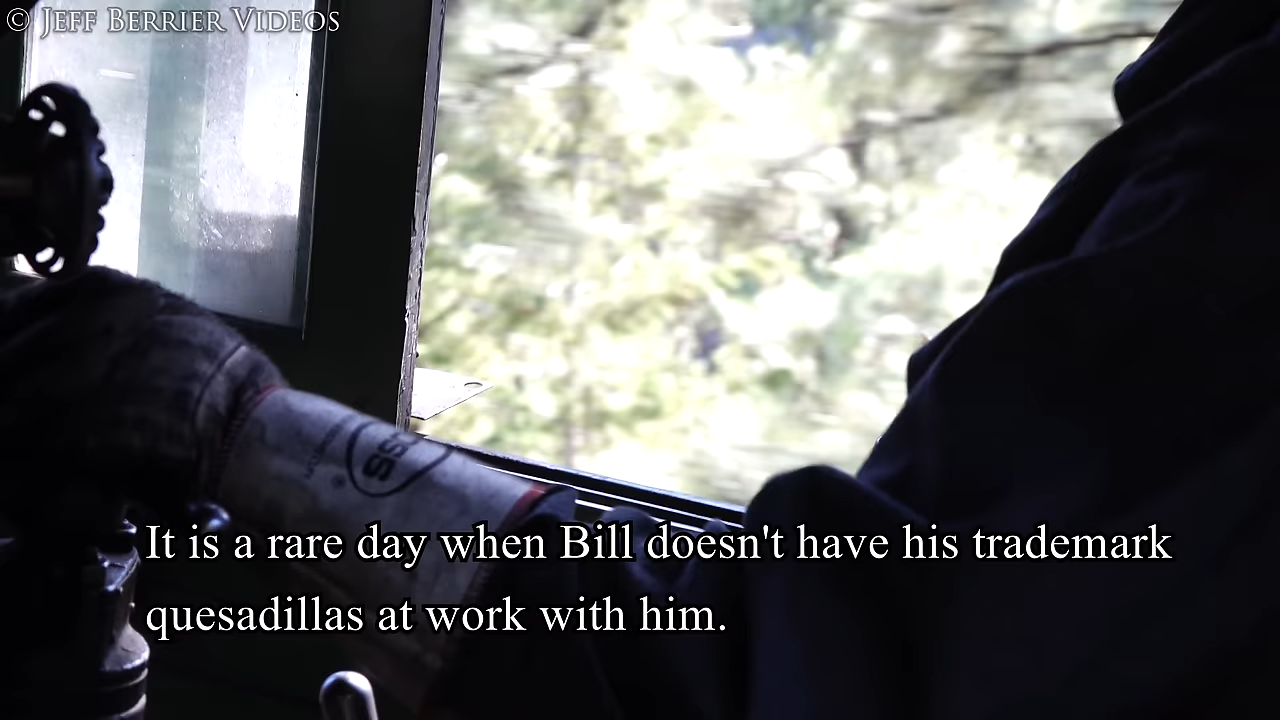 © Jeff Berrier Videos
It is a rare day when Bill doesn't have his trademark
quesadillas at work with him.